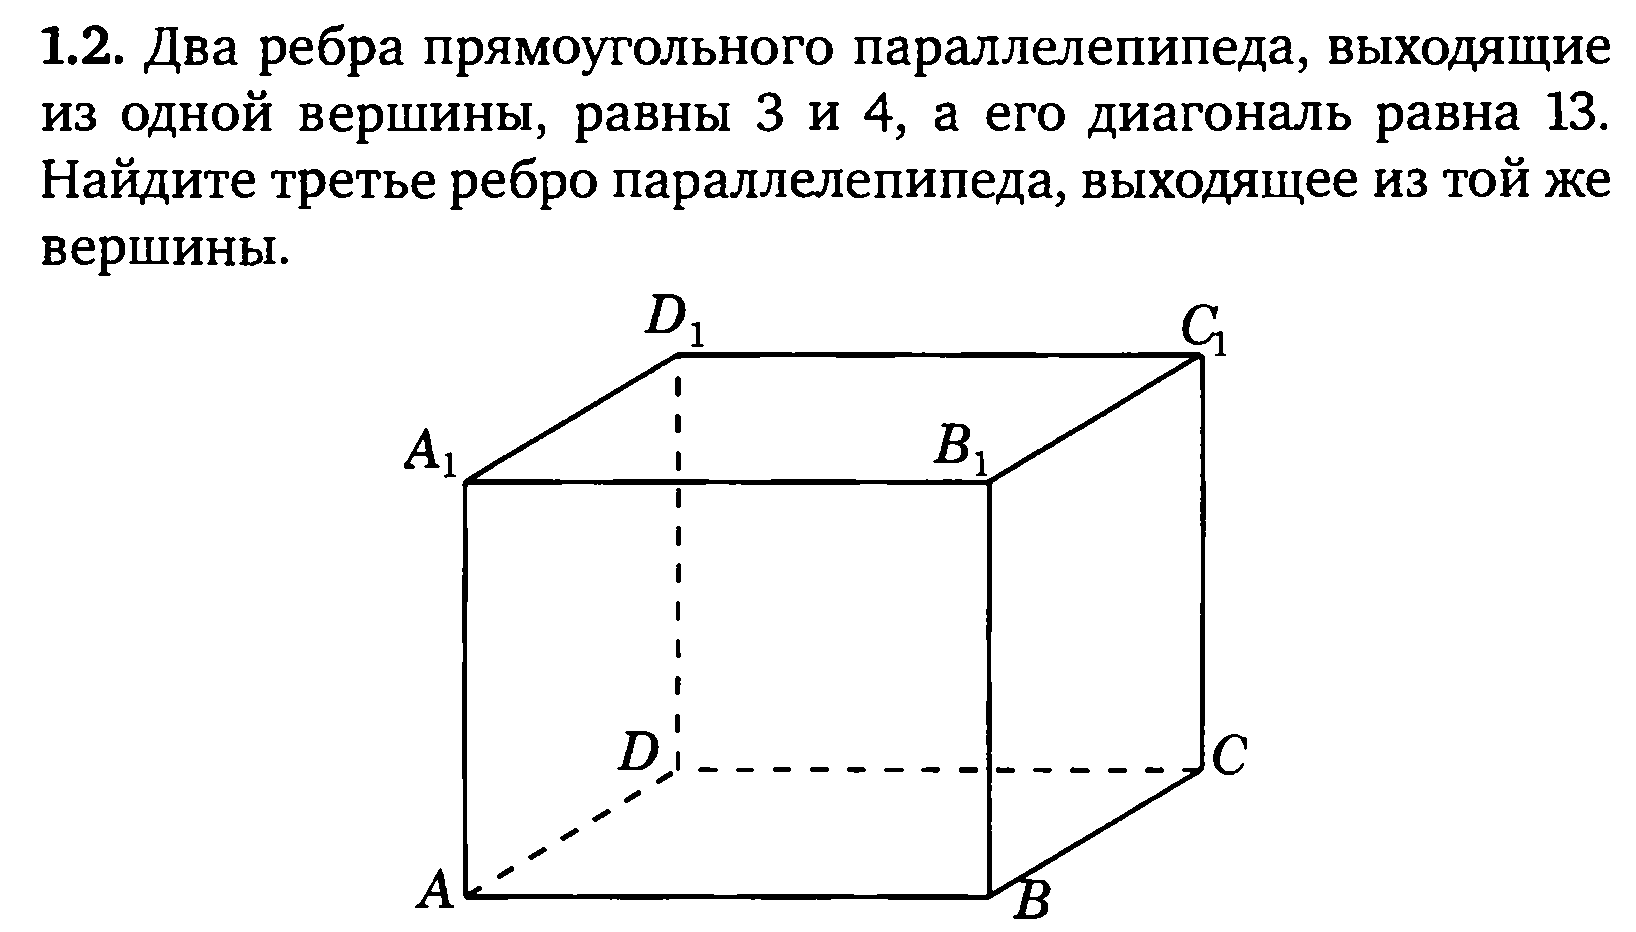 1.2. Два ребра прямоугольного параллелепипеда, выходящие
из одной вершины, равны 3 и 4, а его диагональ равна 13.
Найдите третье ребро параллелепипеда, выходящее из той же
вершины.
D₁
C₁
A₁
B₁
D
C
A
B